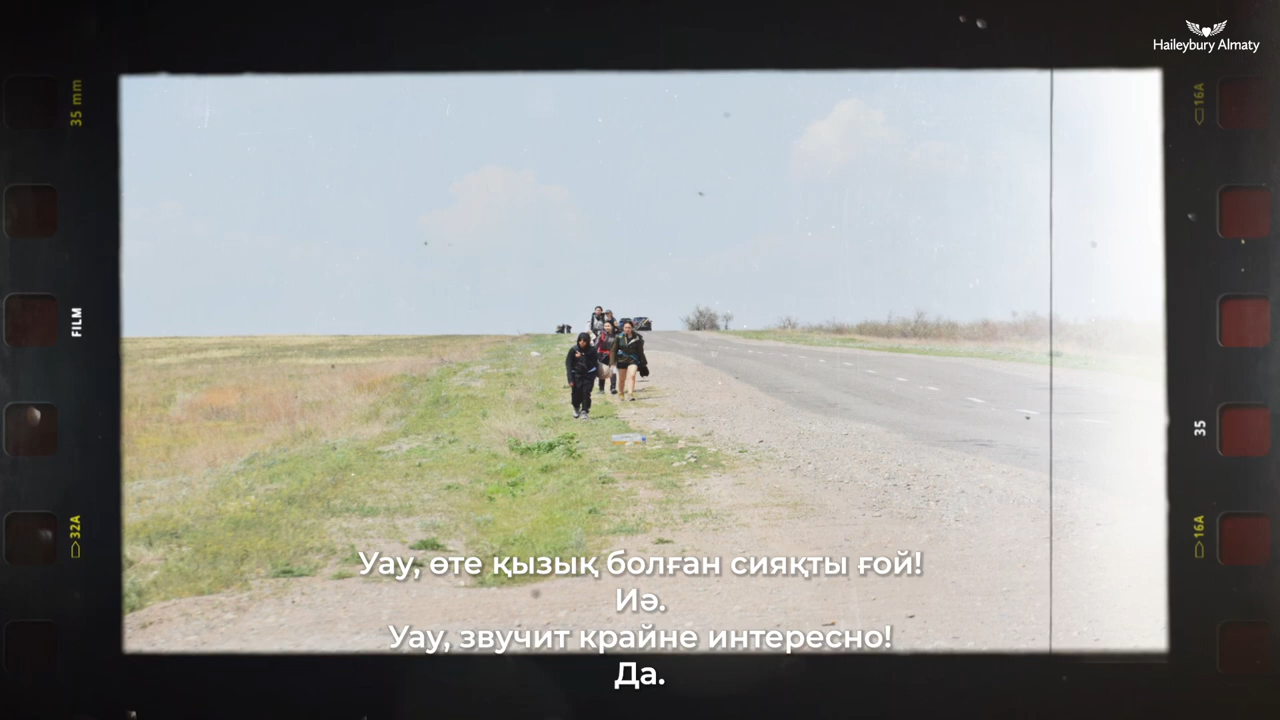 Haileybury Almaty
35 mm
16A
FILM
35
32A
16A
Уау, өте қызық болған сияқты ғой!
Иә.
Уау, звучит крайне интересно!
Да.